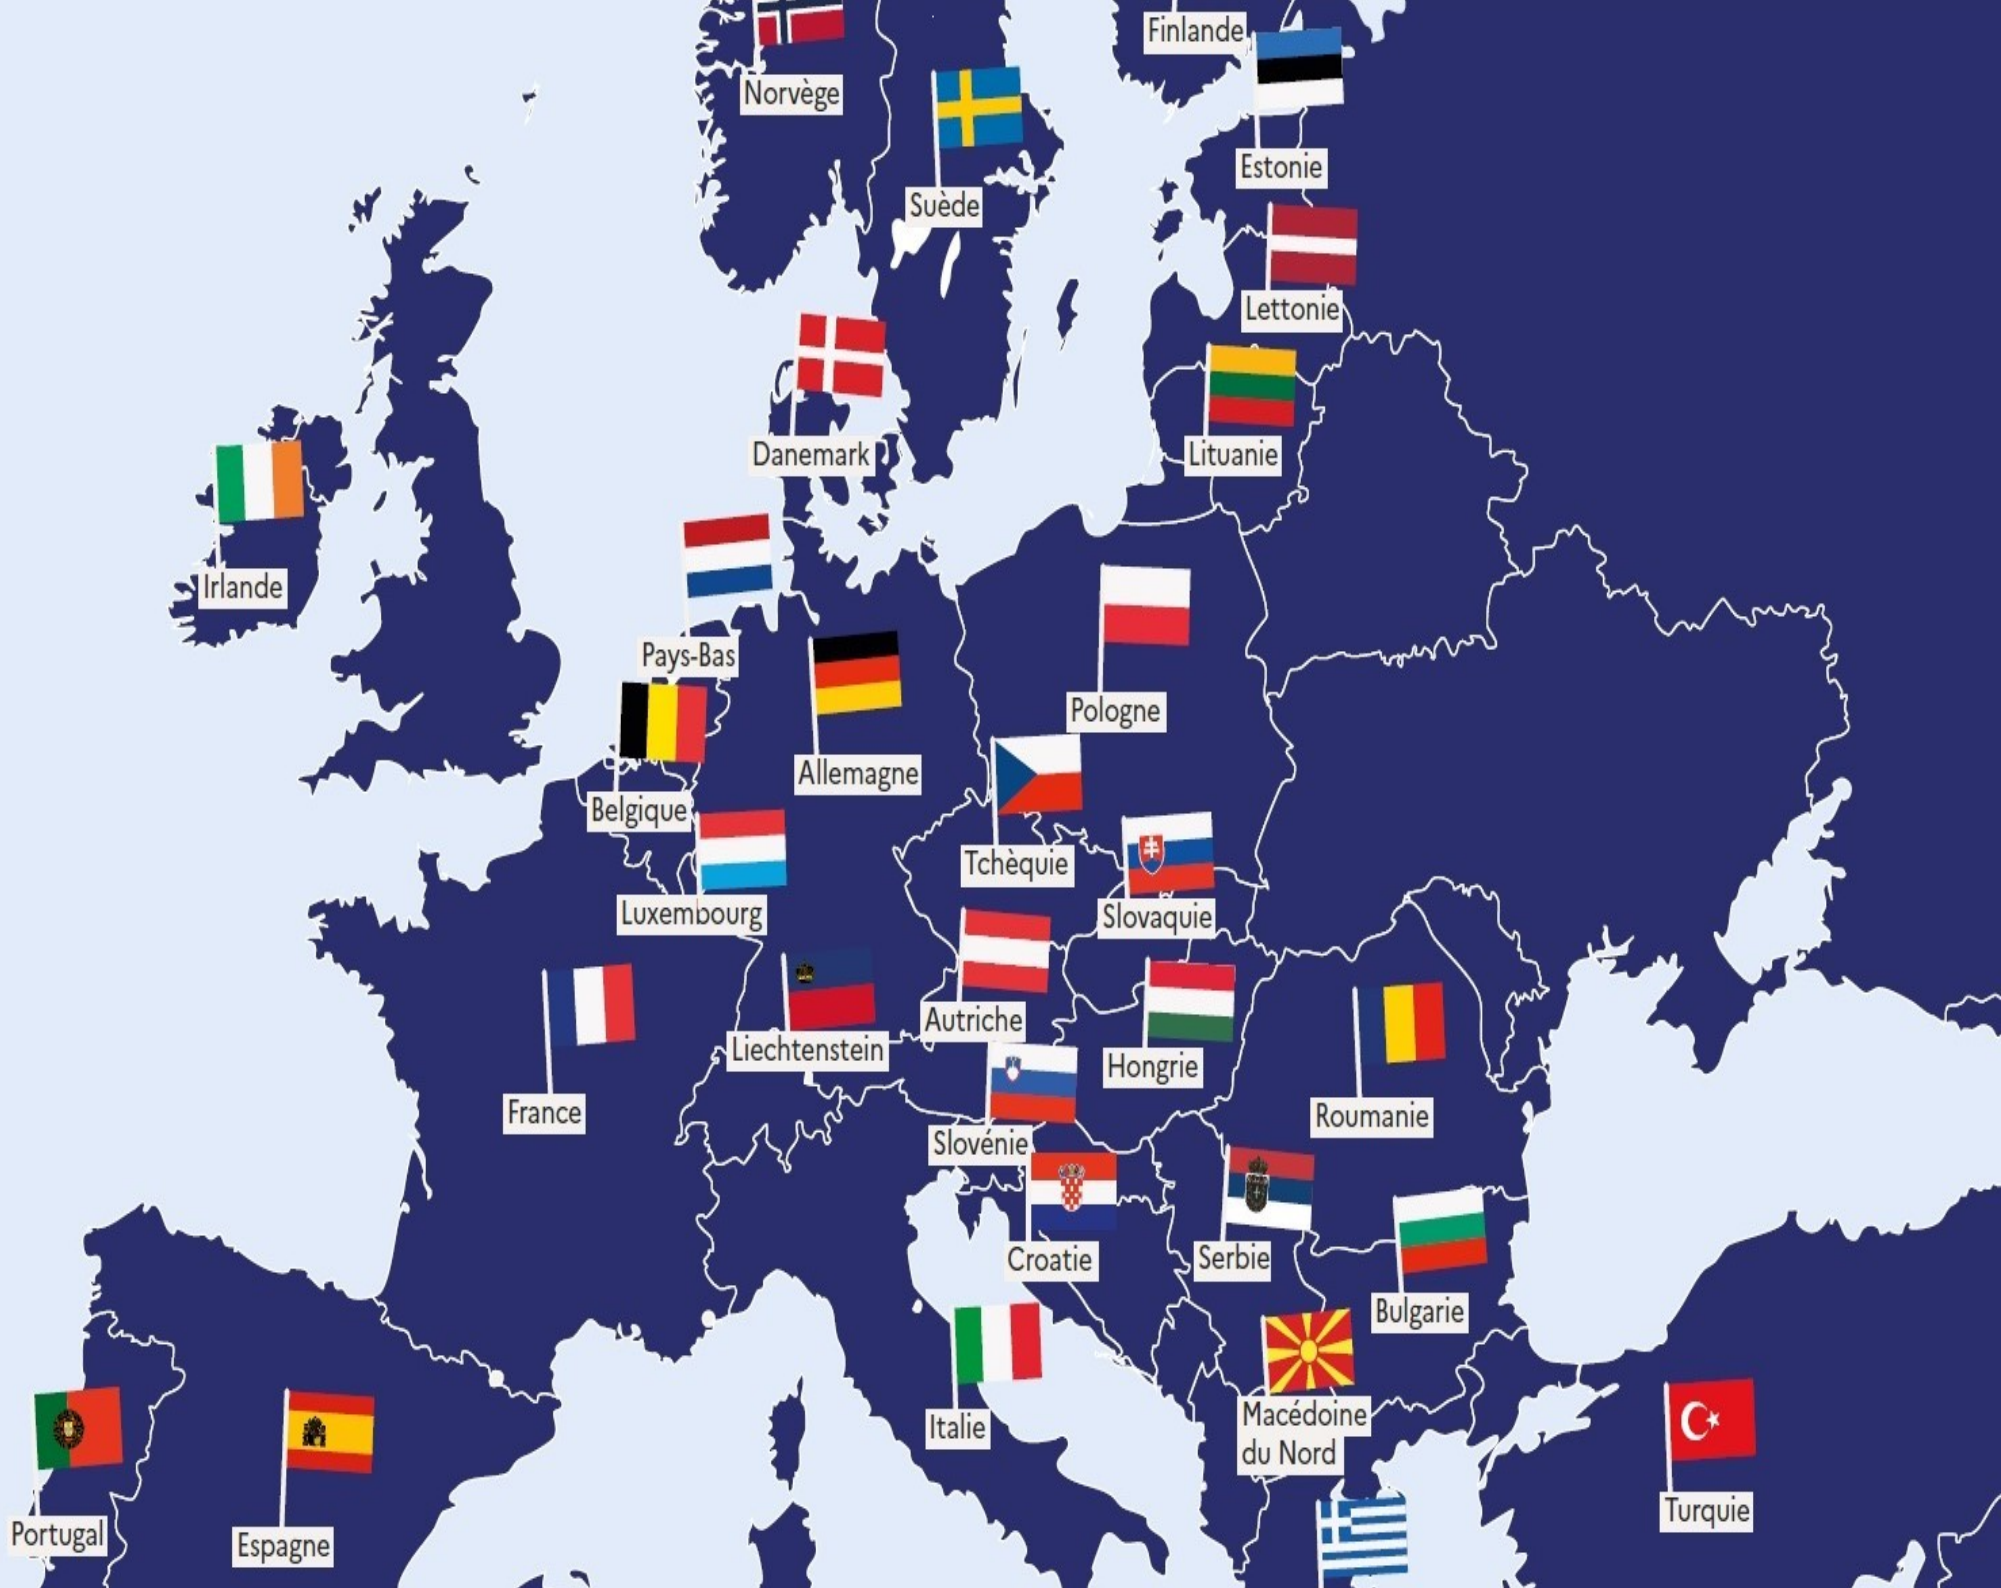 Finlande
Norvège
Estonie
Suède
Lettonie
Danemark
Lituanie
Irlande
Pays-Bas
Pologne
Allemagne
Belgique
Tchèquie
Luxembourg
Slovaquie
Autriche
Liechtenstein
Hongrie
France
Roumanie
Slovénie
Croatie
Serbie
Bulgarie
Italie
Macédoine
du Nord
Turquie
Portugal
Espagne